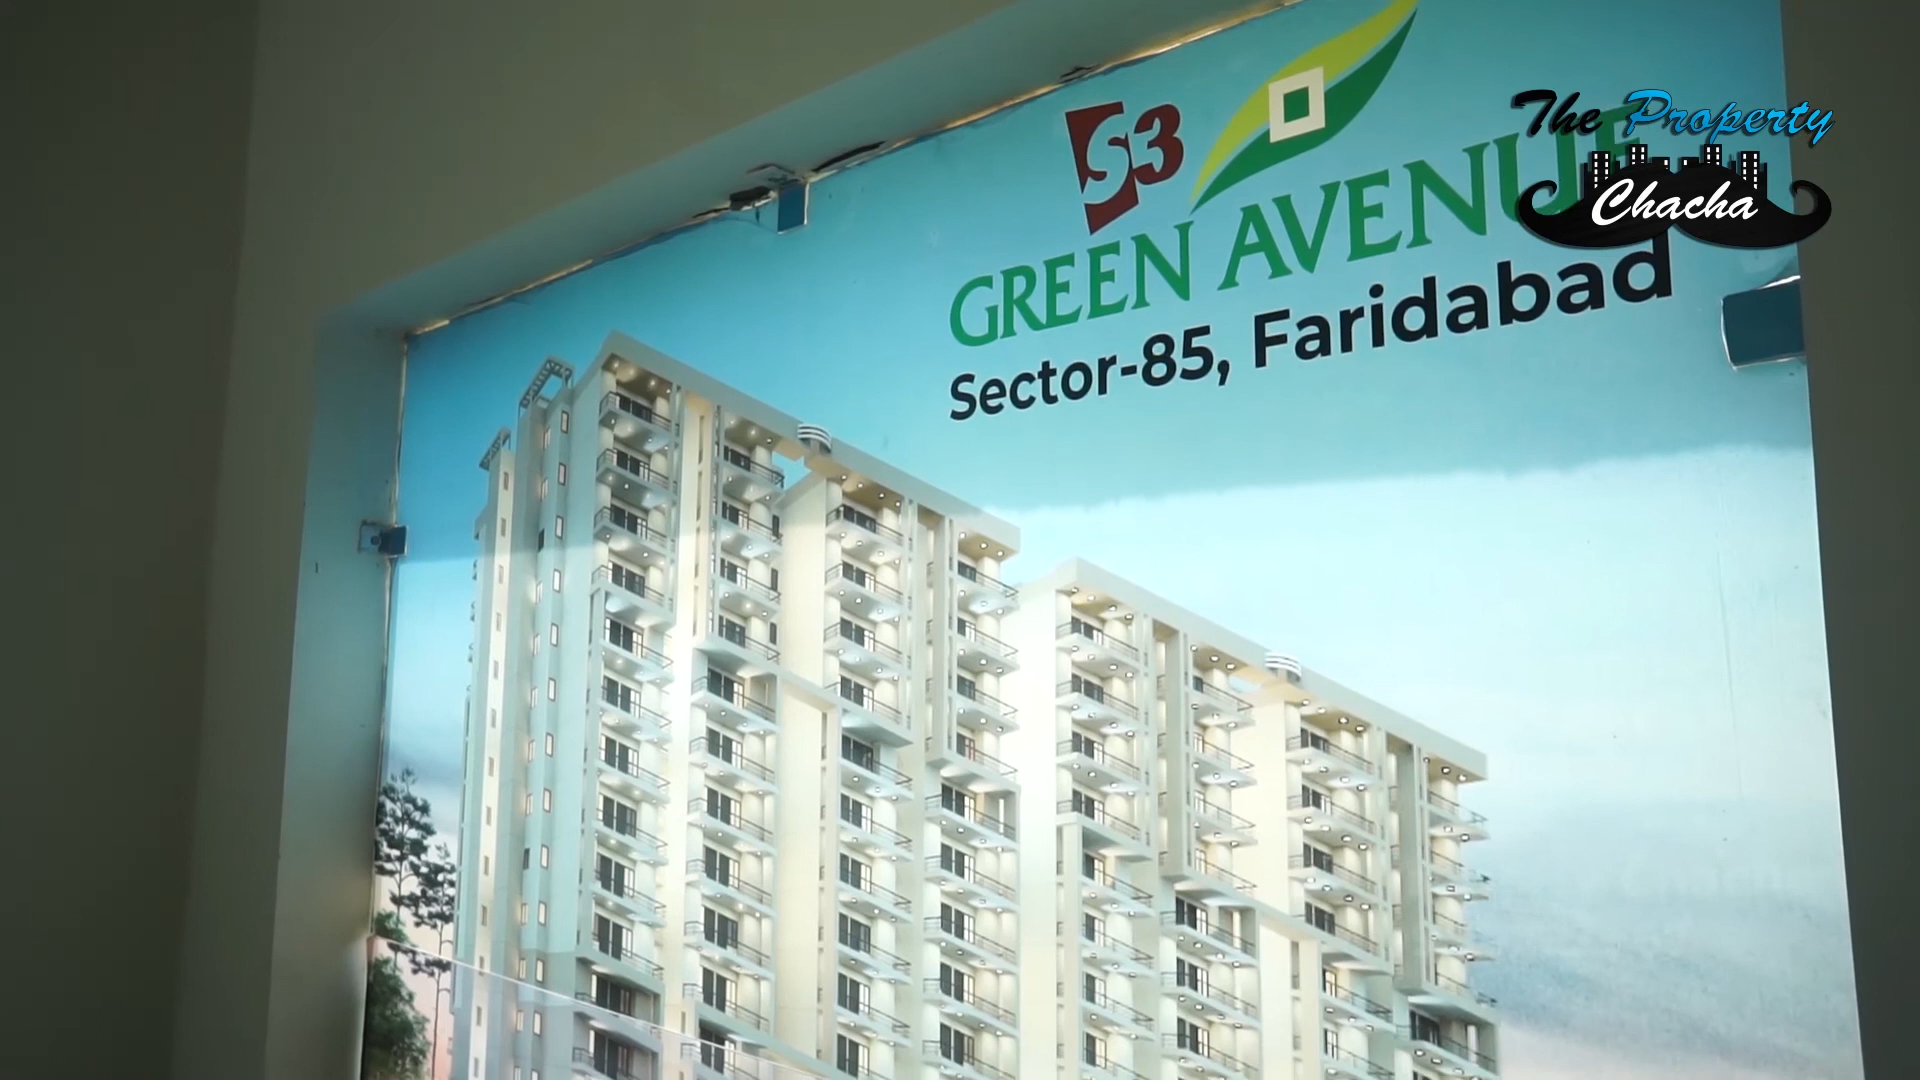 The Property
Chacha
S3
GREEN AVENUE
Sector-85, Faridabad